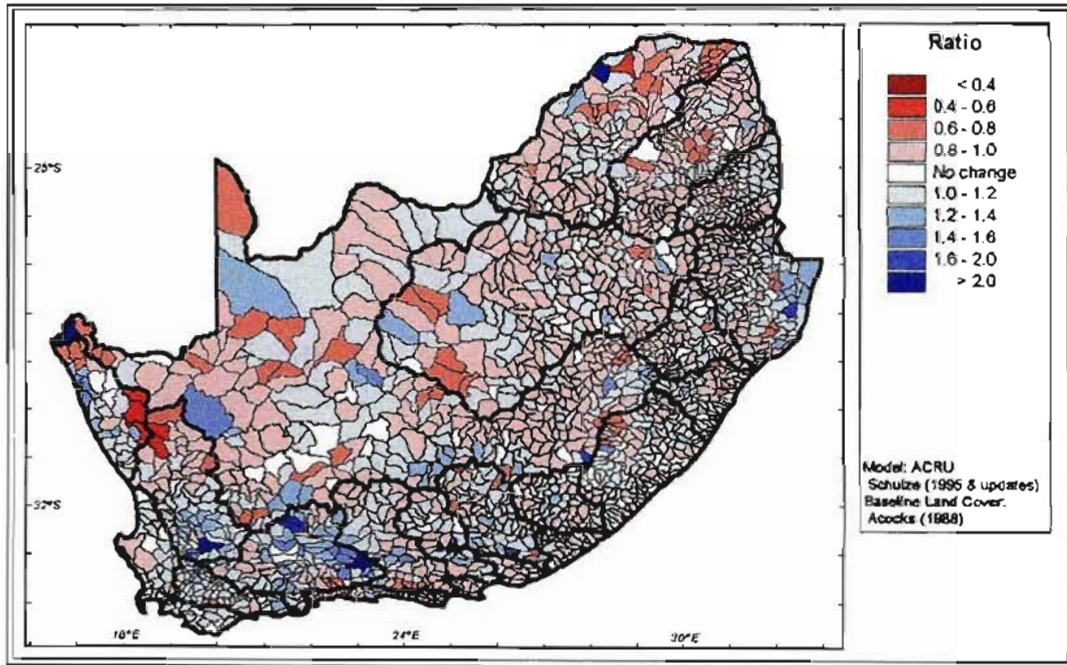 Ratio
< 0.4
0.4 - 0.6
0.6 - 0.8
0.8 - 1.0
No change
1.0 - 1.2
1.2 - 1.4
1.4 - 1.6
1.6 - 2.0
> 2.0
Model: ACRU
Schulze (1995 & updates)
Baseline Land Cover:
Acocks (1988)
18°E
24°E
30°E